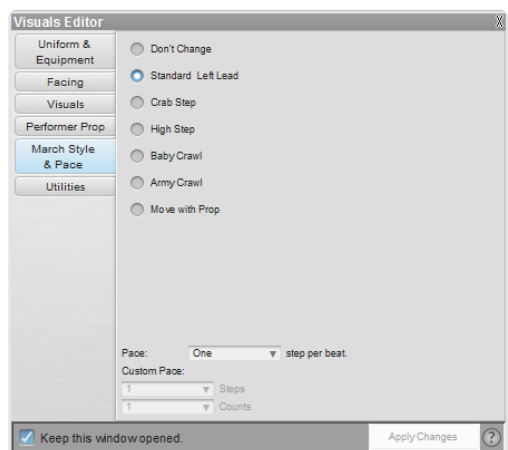 Visuals Editor
X
Uniform &
Equipment
Facing
Visuals
Performer Prop
March Style
& Pace
Utilities
Don't Change
Standard Left Lead
Crab Step
High Step
Baby Crawl
Army Crawl
Move with Prop
Pace: One step per beat.
Custom Pace:
1 Steps
1 Counts
Keep this window opened.
Apply Changes
?